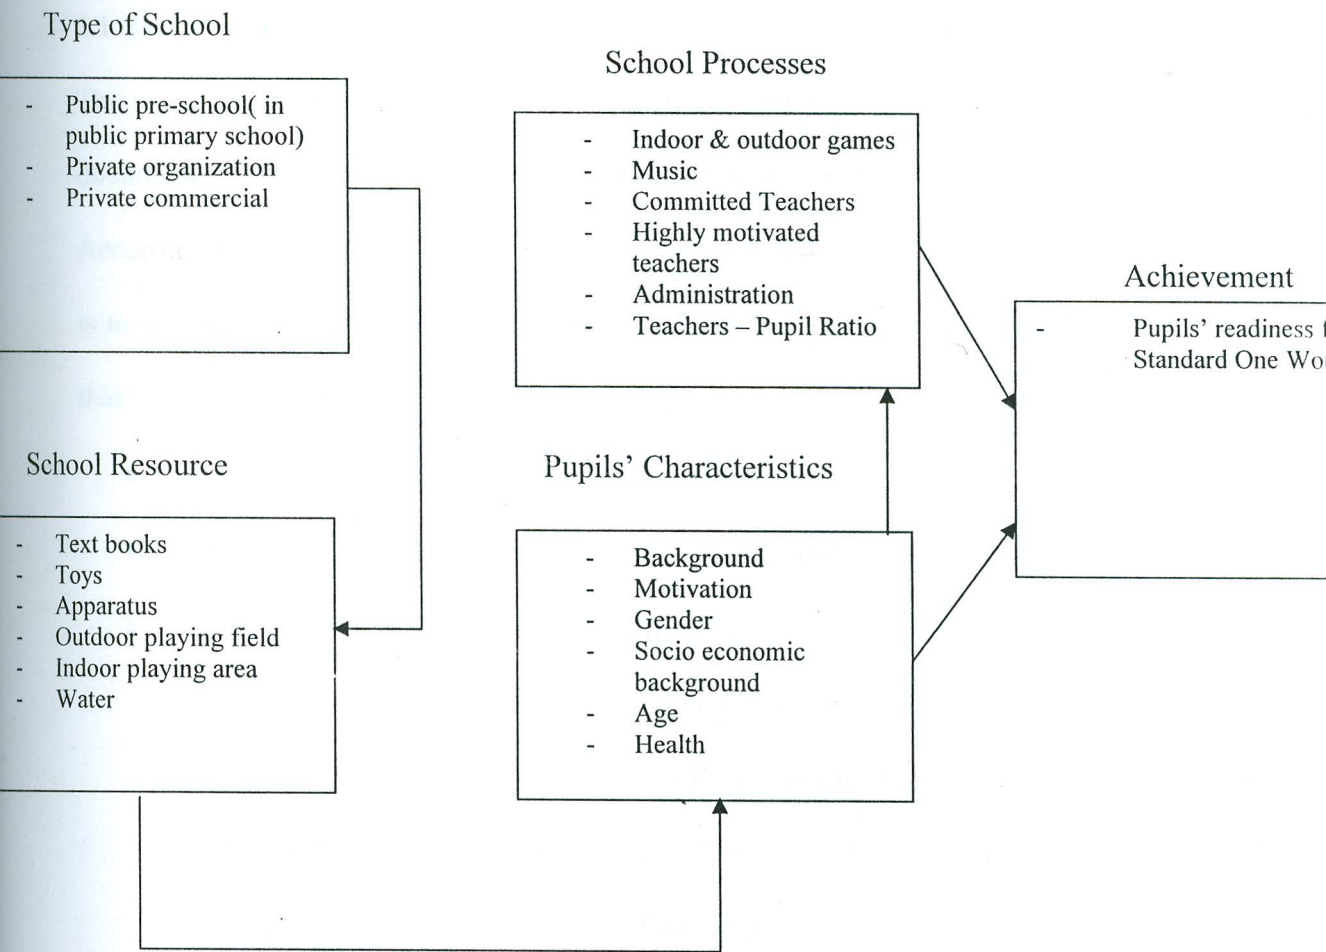 Type of School
- Public pre-school( in
public primary school)
- Private organization
- Private commercial
School Processes
- Indoor & outdoor games
- Music
- Committed Teachers
- Highly motivated
teachers
- Administration
- Teachers – Pupil Ratio
Achievement
- Pupils’ readiness
Standard One
School Resource
- Text books
- Toys
- Apparatus
- Outdoor playing field
- Indoor playing area
- Water
Pupils’ Characteristics
- Background
- Motivation
- Gender
- Socio economic
background
- Age
- Health